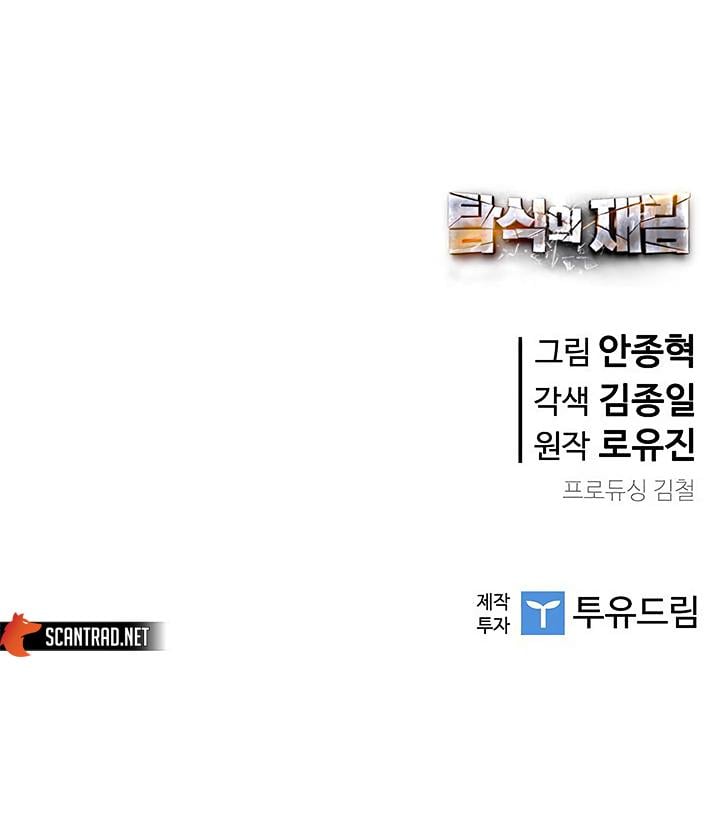 탐식의 재림
그림 안종혁
각색 김종일
원작 로유진
프로듀싱 김철
제작
투자
투유드림
SCANTRAD.NET